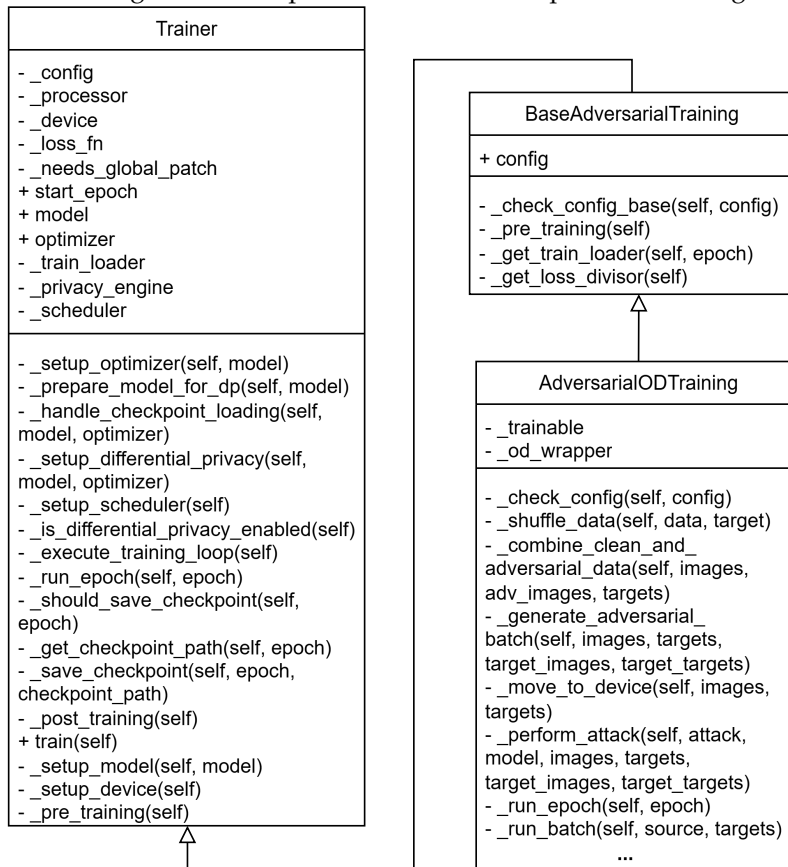 Trainer
- _config
- _processor
- _device
- _loss_fn
- _needs_global_patch
+ start_epoch
+ model
+ optimizer
- _train_loader
- _privacy_engine
- _scheduler
- _setup_optimizer(self, model)
- _prepare_model_for_dp(self, model)
- _handle_checkpoint_loading(self,
model, optimizer)
- _setup_differential_privacy(self,
model, optimizer)
- _setup_scheduler(self)
- _is_differential_privacy_enabled(self)
- _execute_training_loop(self)
- _run_epoch(self, epoch)
- _should_save_checkpoint(self,
epoch)
- _get_checkpoint_path(self, epoch)
- _save_checkpoint(self, epoch,
checkpoint_path)
- _post_training(self)
+ train(self)
- _setup_model(self, model)
- _setup_device(self)
- _pre_training(self)
BaseAdversarialTraining
+ config
- _check_config_base(self, config)
- _pre_training(self)
- _get_train_loader(self, epoch)
- _get_loss_divisor(self)
AdversarialODTraining
- _trainable
- _od_wrapper
- _check_config(self, config)
- _shuffle_data(self, data, target)
- _combine_clean_and_
adversarial_data(self, images,
adv_images, targets)
- _generate_adversarial_
batch(self, images, targets,
target_images, target_targets)
- _move_to_device(self, images,
targets)
- _perform_attack(self, attack,
model, images, targets,
target_images, target_targets)
- _run_epoch(self, epoch)
- _run_batch(self, source, targets)
...